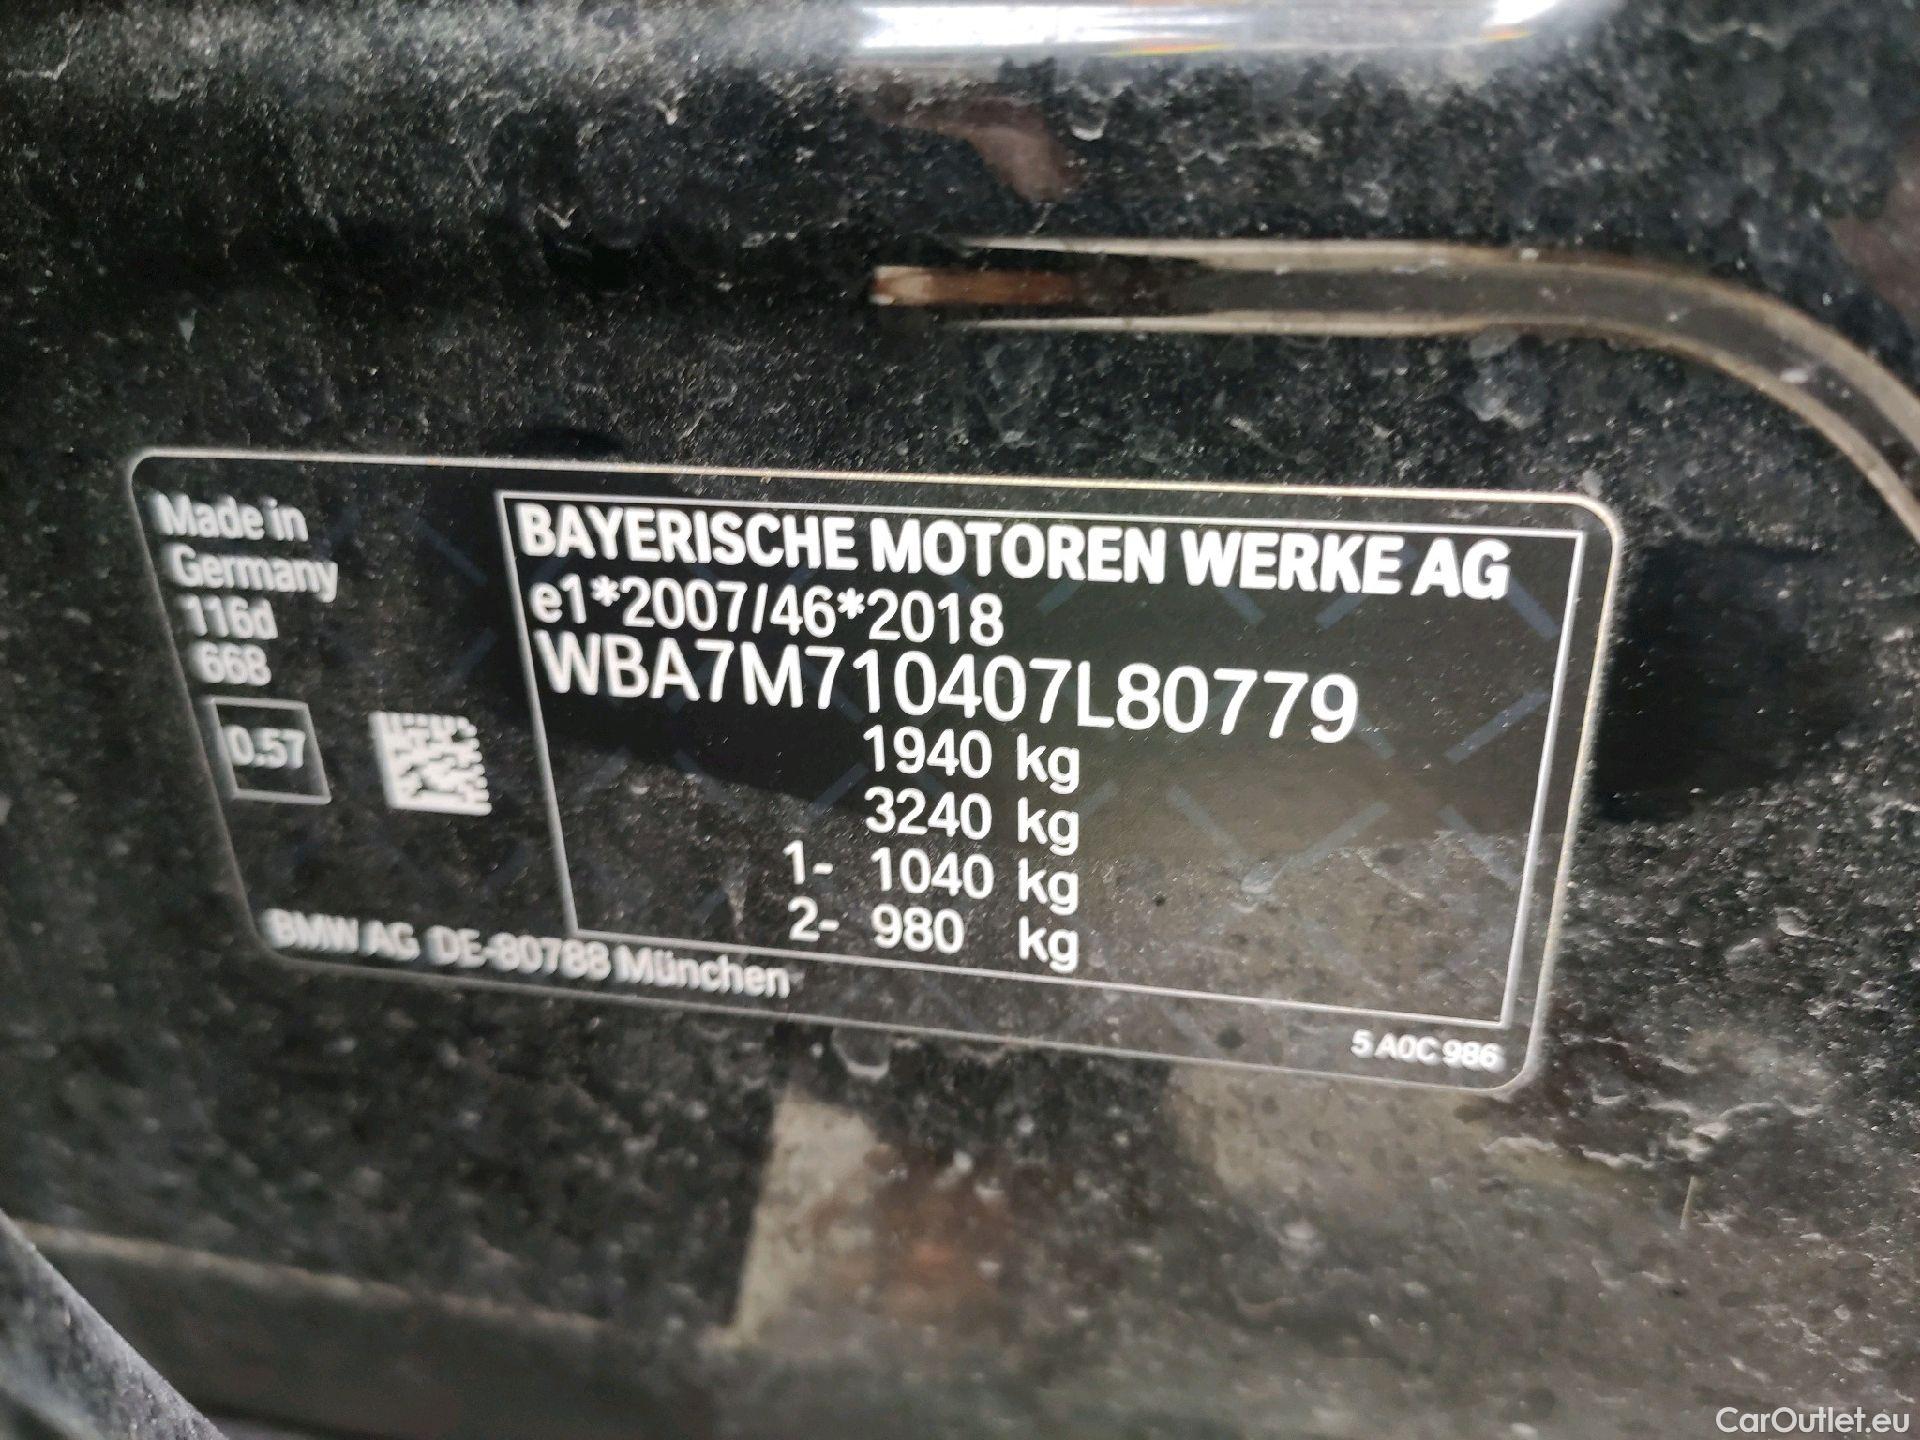 Made in
Germany
116d
668
0.57
BAYERISCHE MOTOREN WERKE AG
e1*2007/46*2018
WBA7M710407L80779
1940 kg
3240 kg
1- 1040 kg
2- 980 kg
BMW AG DE-80788 München
5 A0C 986
CarOutlet.eu